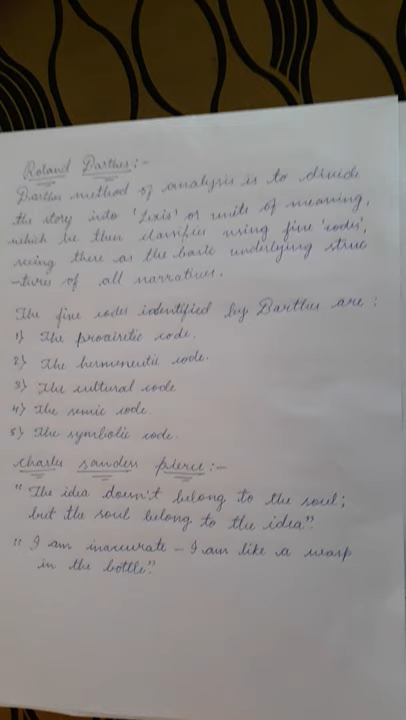 Roland Barthes:-
Barthes method of analysis is to divide
the story into 'Lexis' or units of meaning,
which he then classifies using five 'codes',
seeing there as the basic underlying struc
-tures of all narratives.
The five codes identified by Barthes are :
1) The proairetic code.
2) The hermeneutic code.
3) The cultural code
4) The semic code.
5) The symbolic code.
Charles sanders pierce:-
"The idea doesn't belong to the soul;
but the soul belong to the idea".
"I am inaccurate - I am like a wasp
in the bottle".